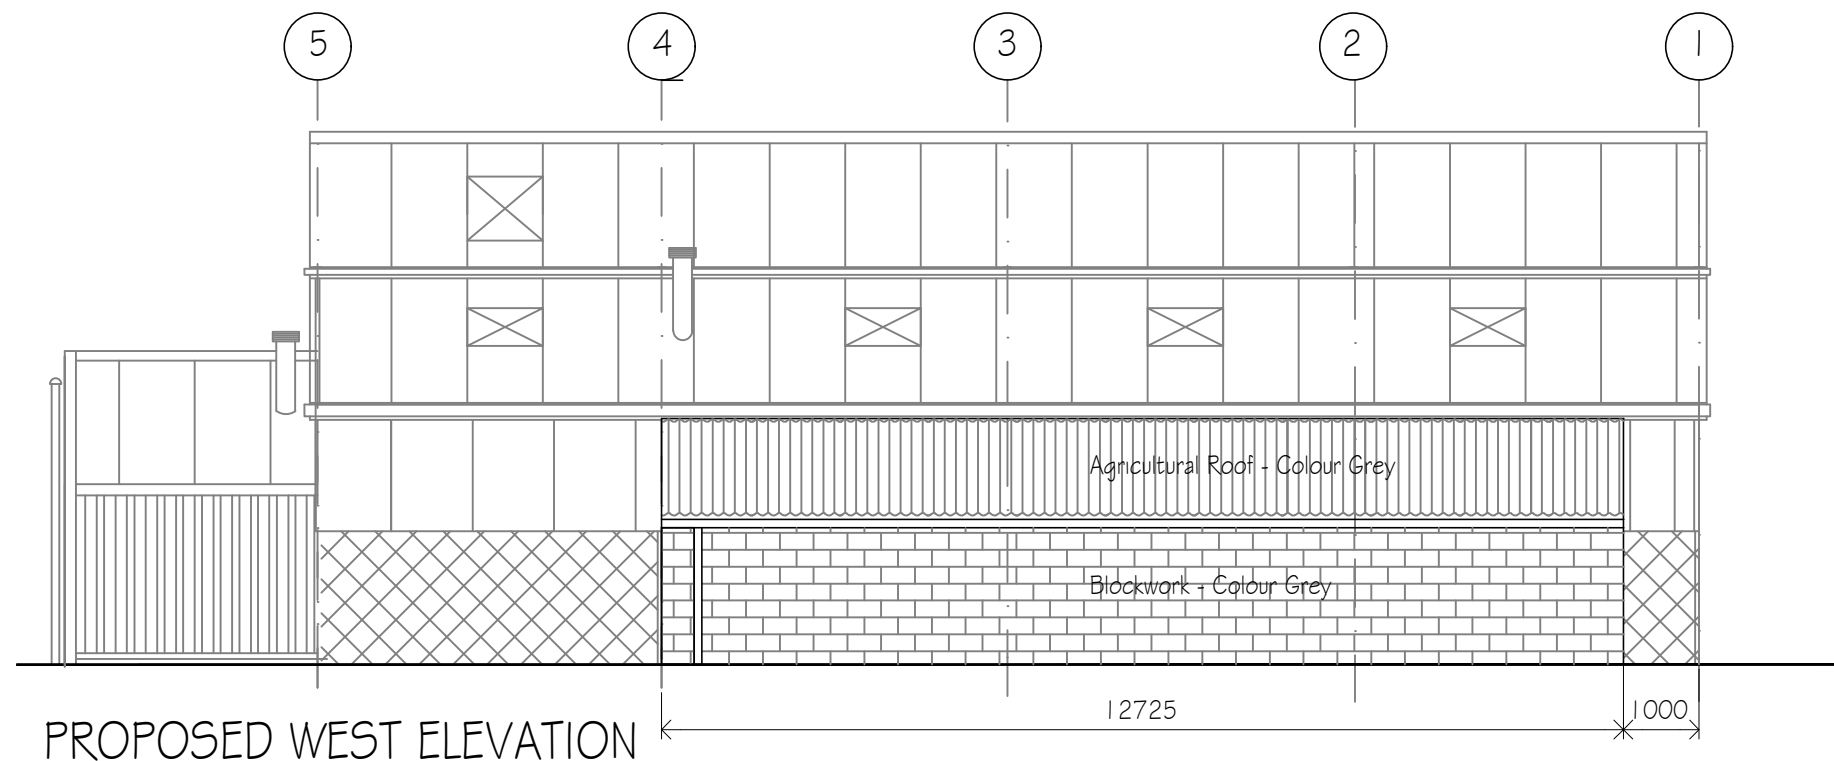 5 4 3 2 1
Agricultural Roof - Colour Grey
Blockwork - Colour Grey
12725 1000
PROPOSED WEST ELEVATION